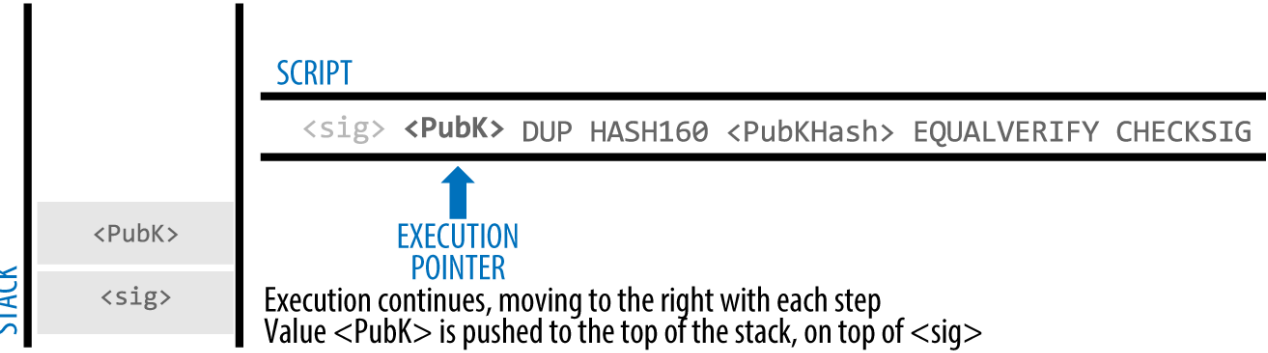 SCRIPT
<sig> <PubK> DUP HASH160 <PubKHash> EQUALVERIFY CHECKSIG
<PubK>
EXECUTION
POINTER
<sig>
STACK
Execution continues, moving to the right with each step
Value <PubK> is pushed to the top of the stack, on top of <sig>